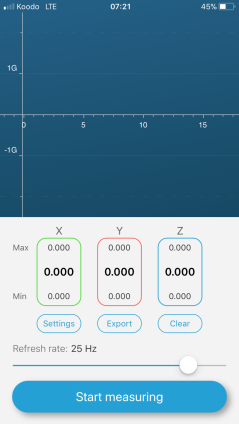 Koodo LTE 07:21 45%
1G
0 5 10 15
-1G
X Y Z
Max 0.000 0.000 0.000
0.000 0.000 0.000
Min 0.000 0.000 0.000
Settings Export Clear
Refresh rate: 25 Hz
Start measuring